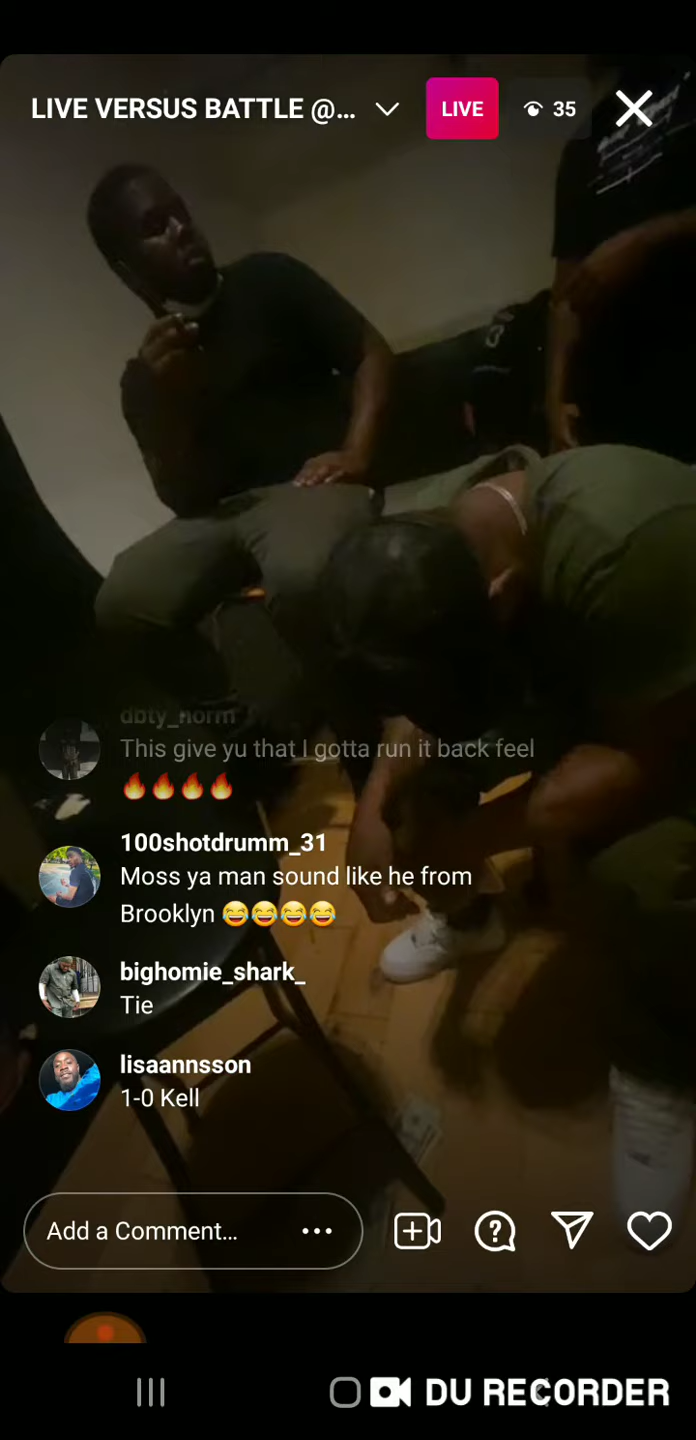 LIVE VERSUS BATTLE @...
LIVE
35
dbty_norm
This give yu that I gotta run it back feel
🔥🔥🔥🔥
100shotdrumm_31
Moss ya man sound like he from
Brooklyn 😂😂😂😂
bighomie_shark_
Tie
lisaannsson
1-0 Kell
Add a Comment...
DU RECORDER